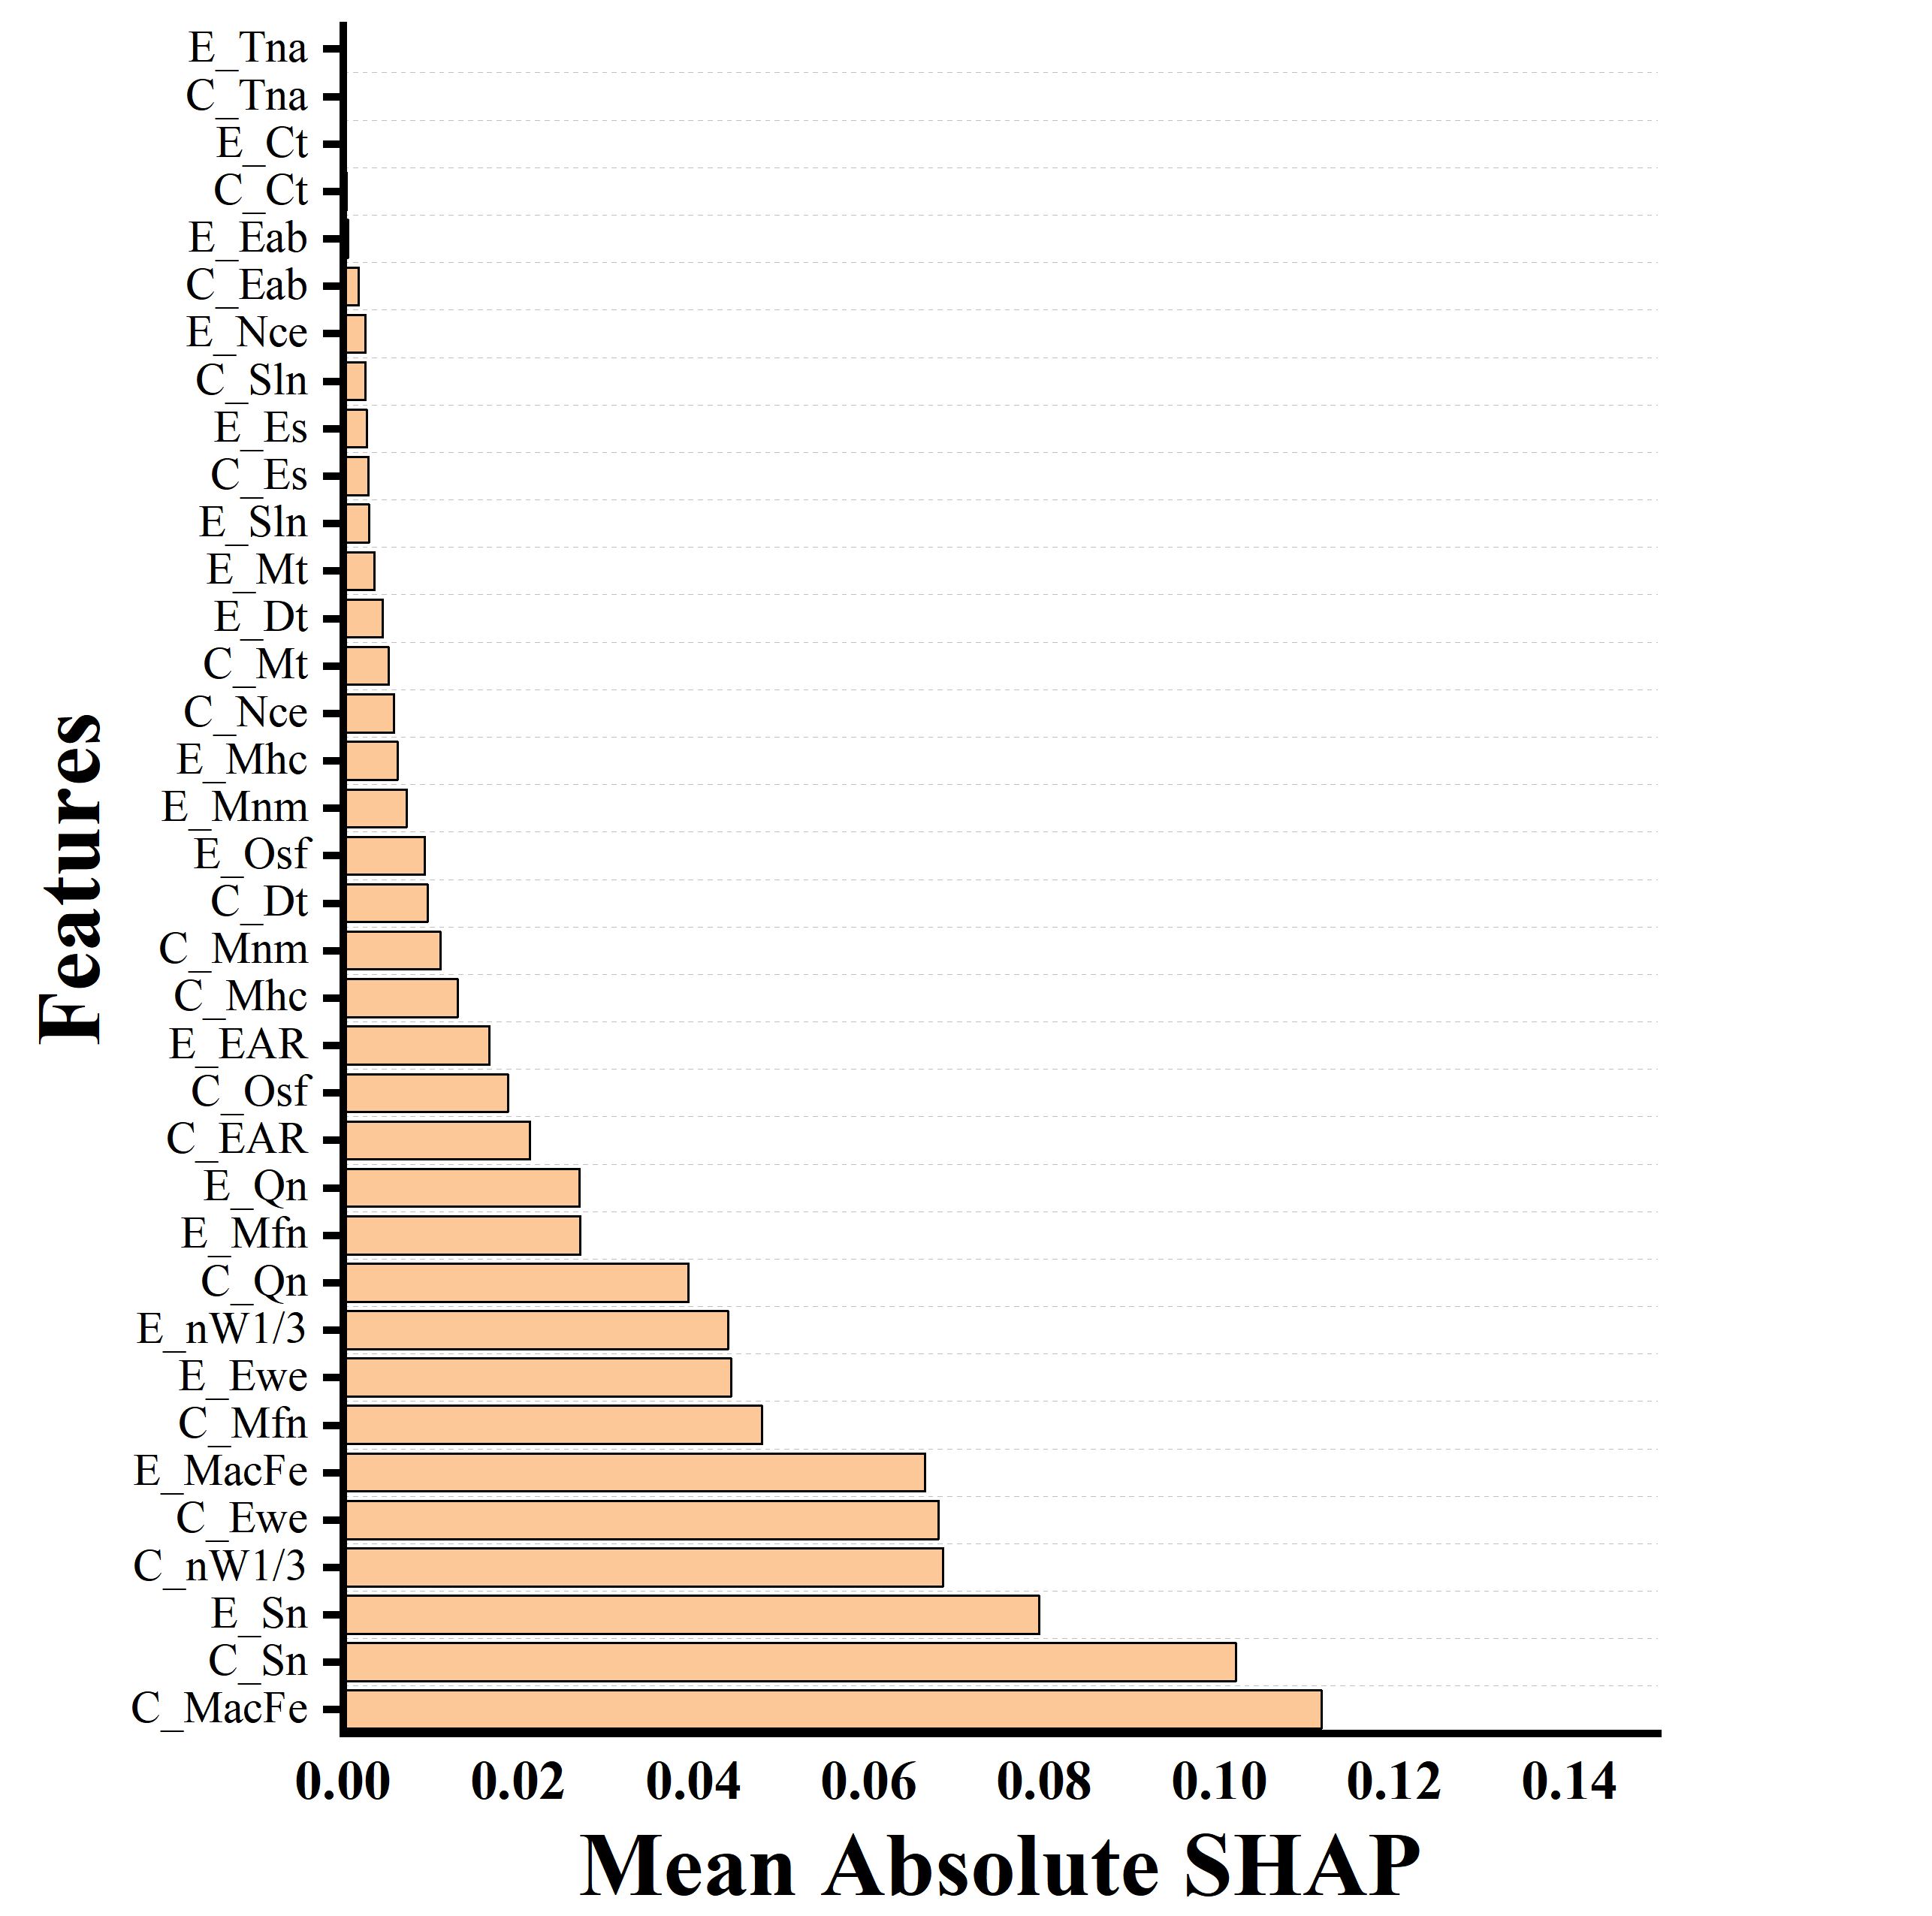 E_Tna
C_Tna
E_Ct
C_Ct
E_Eab
C_Eab
E_Nce
C_Sln
E_Es
C_Es
E_Sln
E_Mt
E_Dt
C_Mt
C_Nce
E_Mhc
E_Mnm
E_Osf
C_Dt
C_Mnm
C_Mhc
E_EAR
C_Osf
C_EAR
E_Qn
E_Mfn
C_Qn
E_nW1/3
E_Ewe
C_Mfn
E_MacFe
C_Ewe
C_nW1/3
E_Sn
C_Sn
C_MacFe
Features
0.00 0.02 0.04 0.06 0.08 0.10 0.12 0.14
Mean Absolute SHAP